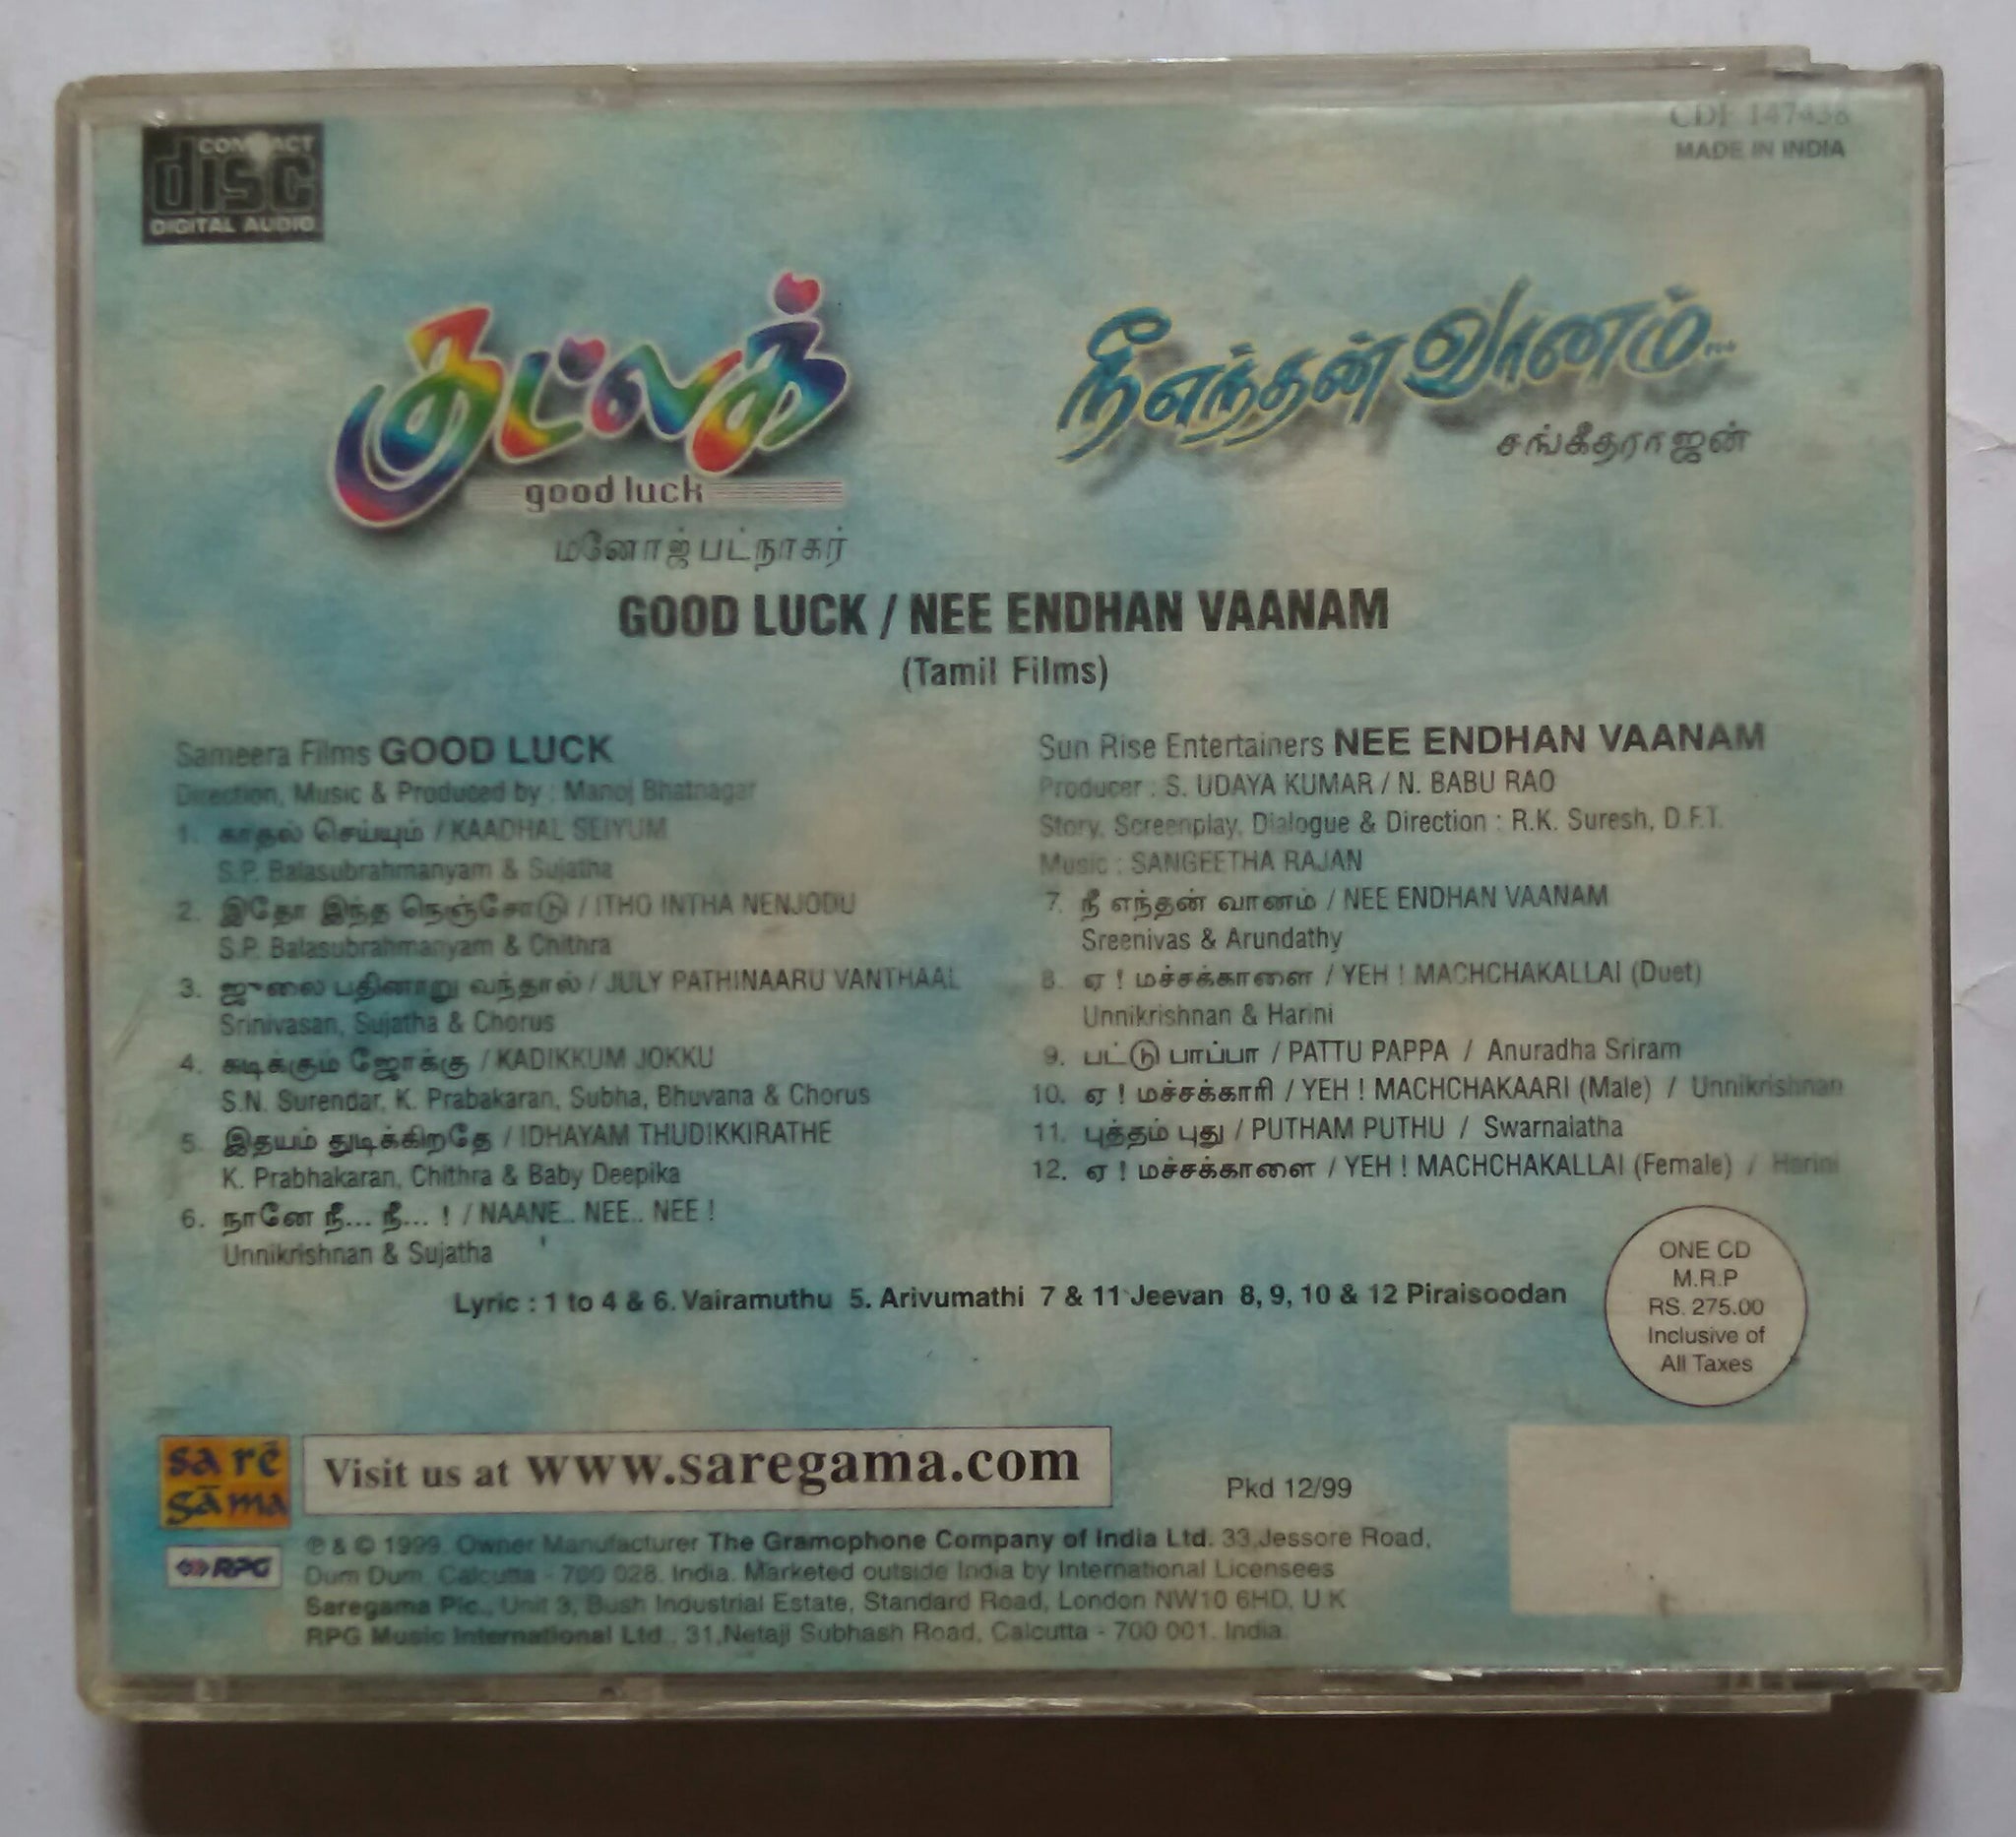 COMPACT
disc
DIGITAL AUDIO
CDF 147438
MADE IN INDIA
குட்லக்
good luck
மனோஜ் பட்நாகர்
நீ எந்தன் வானம்...
சங்கீதராஜன்
GOOD LUCK / NEE ENDHAN VAANAM
(Tamil Films)
Sameera Films GOOD LUCK
Direction, Music & Produced by : Manoj Bhatnagar
1. காதல் செய்யும் / KAADHAL SEIYUM
S.P. Balasubrahmanyam & Sujatha
2. இதோ இந்த நெஞ்சோடு / ITHO INTHA NENJODU
S.P. Balasubrahmanyam & Chithra
3. ஜுலை பதினாறு வந்தால் / JULY PATHINAARU VANTHAAL
Srinivasan, Sujatha & Chorus
4. கடிக்கும் ஜோக்கு / KADIKKUM JOKKU
S.N. Surendar, K. Prabakaran, Subha, Bhuvana & Chorus
5. இதயம் துடிக்கிறதே / IDHAYAM THUDIKKIRATHE
K. Prabhakaran, Chithra & Baby Deepika
6. நானே நீ... நீ... ! / NAANE.. NEE.. NEE !
Unnikrishnan & Sujatha
Sun Rise Entertainers NEE ENDHAN VAANAM
Producer : S. UDAYA KUMAR / N. BABU RAO
Story, Screenplay, Dialogue & Direction : R.K. Suresh, D.F.T.
Music : SANGEETHA RAJAN
7. நீ எந்தன் வானம் / NEE ENDHAN VAANAM
Sreenivas & Arundathy
8. ஏ ! மச்சக்காளை / YEH ! MACHCHAKALLAI (Duet)
Unnikrishnan & Harini
9. பட்டு பாப்பா / PATTU PAPPA / Anuradha Sriram
10. ஏ ! மச்சக்காரி / YEH ! MACHCHAKAARI (Male) / Unnikrishnan
11. புத்தம் புது / PUTHAM PUTHU / Swarnalatha
12. ஏ ! மச்சக்காளை / YEH ! MACHCHAKALLAI (Female) / Harini
Lyric : 1 to 4 & 6. Vairamuthu 5. Arivumathi 7 & 11 Jeevan 8, 9, 10 & 12 Piraisoodan
ONE CD
M.R.P
RS. 275.00
Inclusive of
All Taxes
sa rē
gāma
Visit us at www.saregama.com
Pkd 12/99
RPG
℗ & © 1999. Owner Manufacturer The Gramophone Company of India Ltd. 33,Jessore Road,
Dum Dum, Calcutta - 700 028. India. Marketed outside India by International Licensees
Saregama Plc., Unit 3, Bush Industrial Estate, Standard Road, London NW10 6HD, U.K
RPG Music International Ltd., 31,Netaji Subhash Road, Calcutta - 700 001. India.